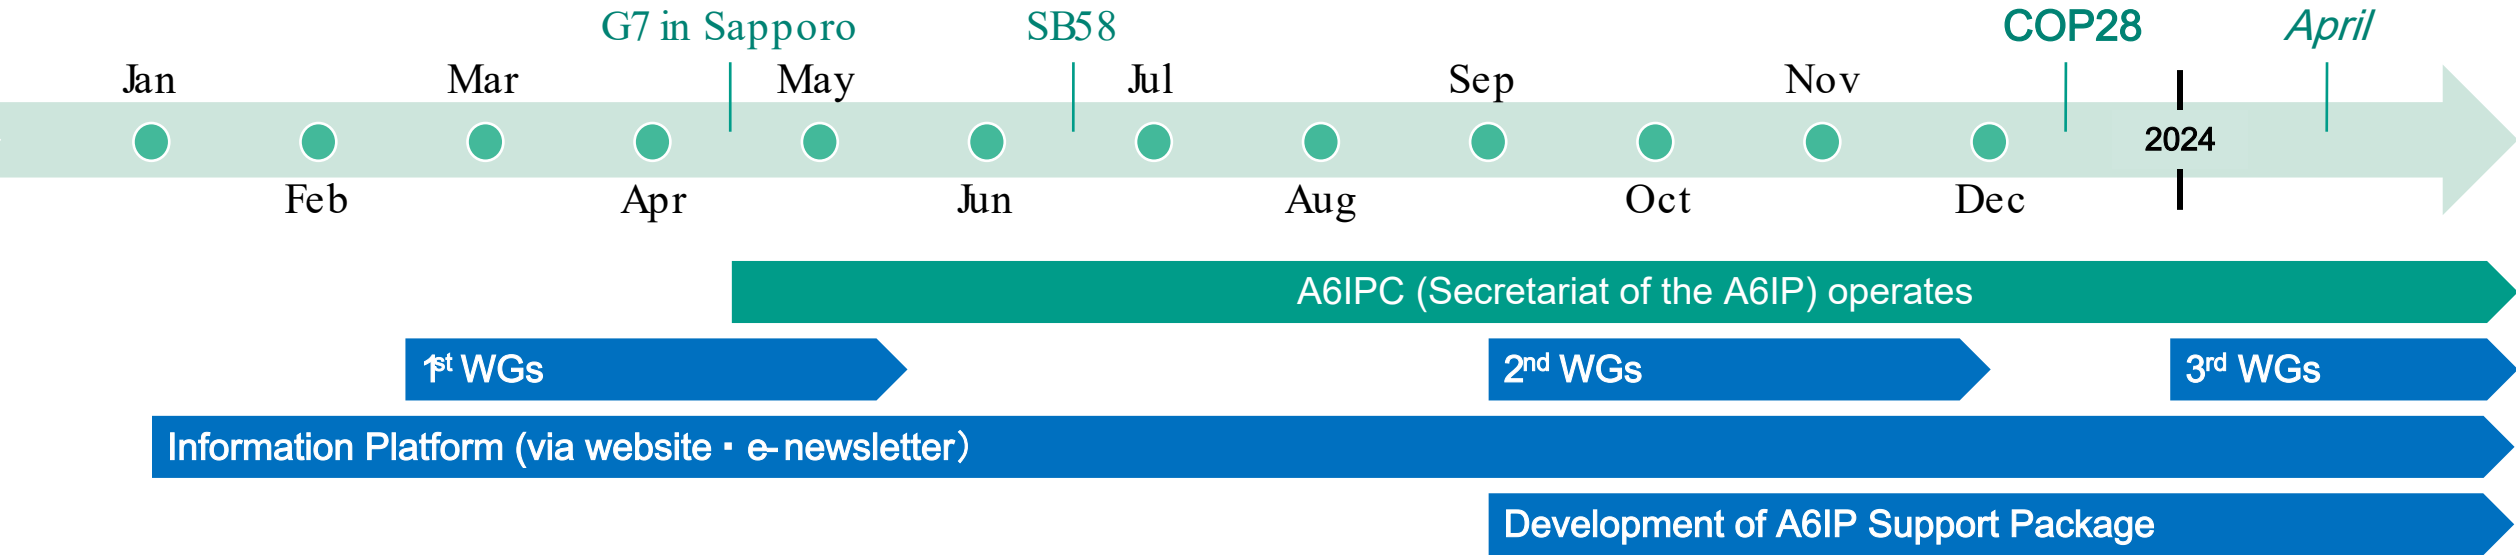 G7 in Sapporo SB58 COP28 April
Jan Mar May Jul Sep Nov
2024
Feb Apr Jun Aug Oct Dec
A6IPC (Secretariat of the A6IP) operates
1st WGs 2nd WGs 3rd WGs
Information Platform (via website・e-newsletter）
Development of A6IP Support Package